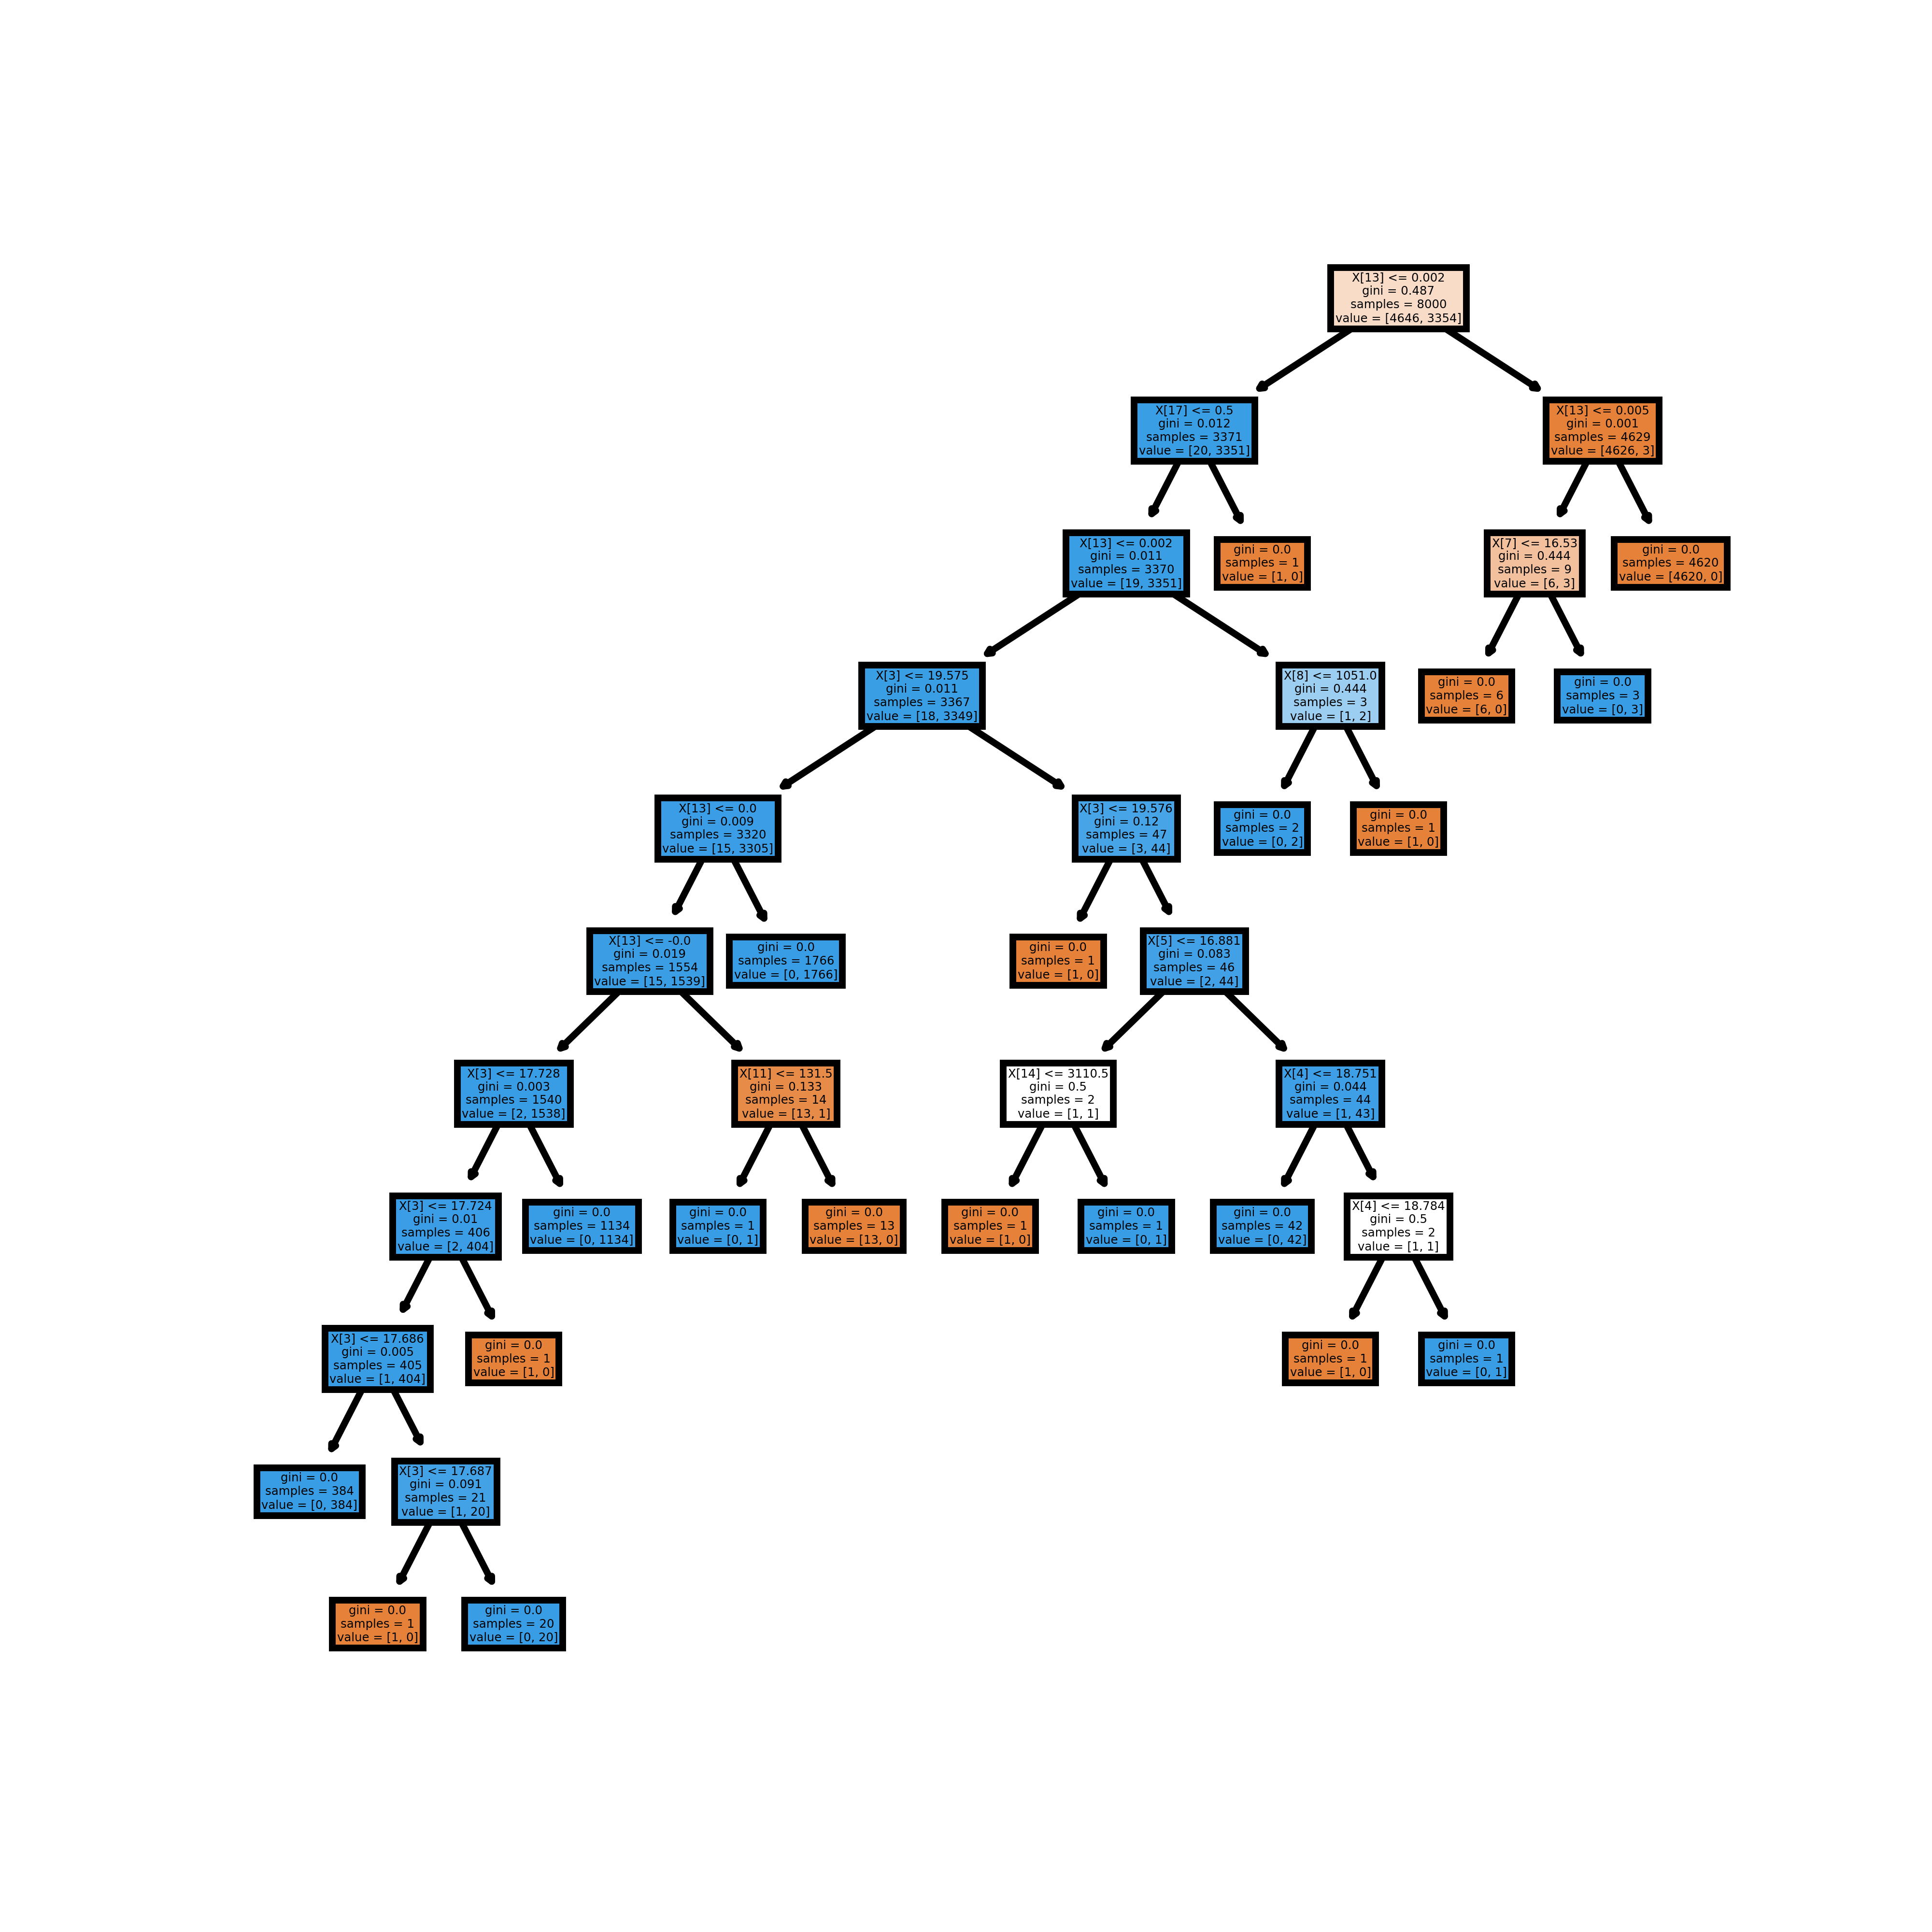 X[13] <= 0.002
gini = 0.487
samples = 8000
value = [4646, 3354]
X[17] <= 0.5
gini = 0.012
samples = 3371
value = [20, 3351]
X[13] <= 0.005
gini = 0.001
samples = 4629
value = [4626, 3]
X[13] <= 0.002
gini = 0.011
samples = 3370
value = [19, 3351]
gini = 0.0
samples = 1
value = [1, 0]
X[7] <= 16.53
gini = 0.444
samples = 9
value = [6, 3]
gini = 0.0
samples = 4620
value = [4620, 0]
X[3] <= 19.575
gini = 0.011
samples = 3367
value = [18, 3349]
X[8] <= 1051.0
gini = 0.444
samples = 3
value = [1, 2]
gini = 0.0
samples = 6
value = [6, 0]
gini = 0.0
samples = 3
value = [0, 3]
X[13] <= 0.0
gini = 0.009
samples = 3320
value = [15, 3305]
X[3] <= 19.576
gini = 0.12
samples = 47
value = [3, 44]
gini = 0.0
samples = 2
value = [0, 2]
gini = 0.0
samples = 1
value = [1, 0]
X[13] <= -0.0
gini = 0.019
samples = 1554
value = [15, 1539]
gini = 0.0
samples = 1766
value = [0, 1766]
gini = 0.0
samples = 1
value = [1, 0]
X[5] <= 16.881
gini = 0.083
samples = 46
value = [2, 44]
X[3] <= 17.728
gini = 0.003
samples = 1540
value = [2, 1538]
X[11] <= 131.5
gini = 0.133
samples = 14
value = [13, 1]
X[14] <= 3110.5
gini = 0.5
samples = 2
value = [1, 1]
X[4] <= 18.751
gini = 0.044
samples = 44
value = [1, 43]
X[3] <= 17.724
gini = 0.01
samples = 406
value = [2, 404]
gini = 0.0
samples = 1134
value = [0, 1134]
gini = 0.0
samples = 1
value = [0, 1]
gini = 0.0
samples = 13
value = [13, 0]
gini = 0.0
samples = 1
value = [1, 0]
gini = 0.0
samples = 1
value = [0, 1]
gini = 0.0
samples = 42
value = [0, 42]
X[4] <= 18.784
gini = 0.5
samples = 2
value = [1, 1]
X[3] <= 17.686
gini = 0.005
samples = 405
value = [1, 404]
gini = 0.0
samples = 1
value = [1, 0]
gini = 0.0
samples = 1
value = [1, 0]
gini = 0.0
samples = 1
value = [0, 1]
gini = 0.0
samples = 384
value = [0, 384]
X[3] <= 17.687
gini = 0.091
samples = 21
value = [1, 20]
gini = 0.0
samples = 1
value = [1, 0]
gini = 0.0
samples = 20
value = [0, 20]